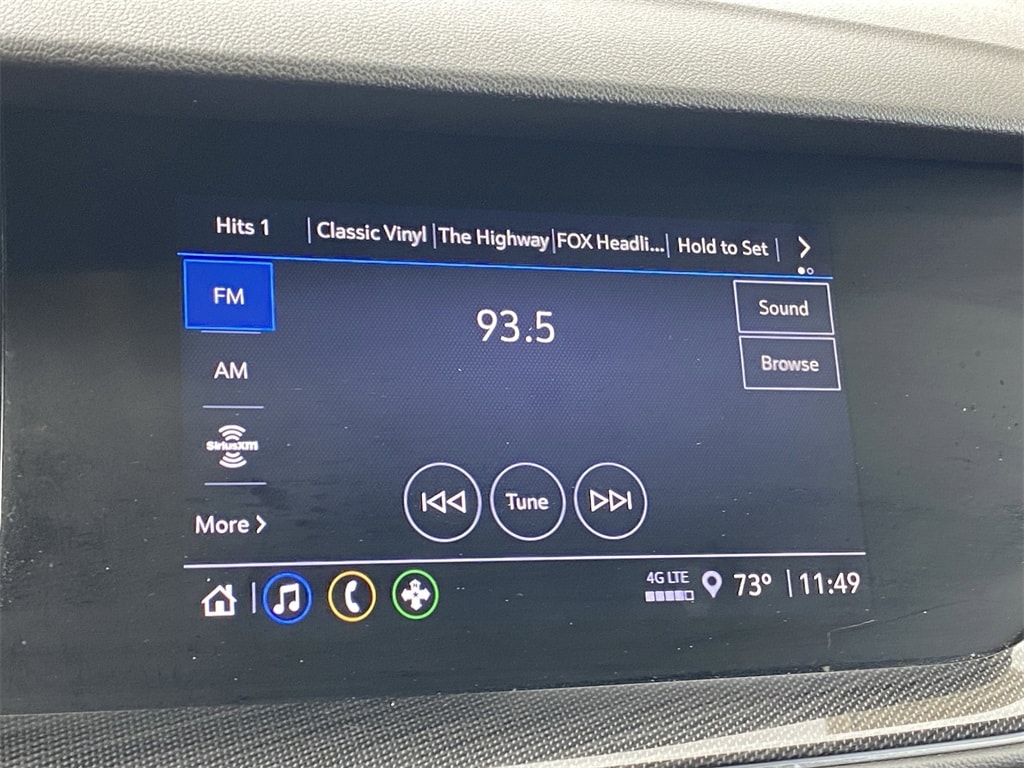 Hits 1 Classic Vinyl The Highway FOX Headli... Hold to Set
FM
93.5
Sound
AM
Browse
SiriusXM
Tune
More
4G LTE
73° 11:49